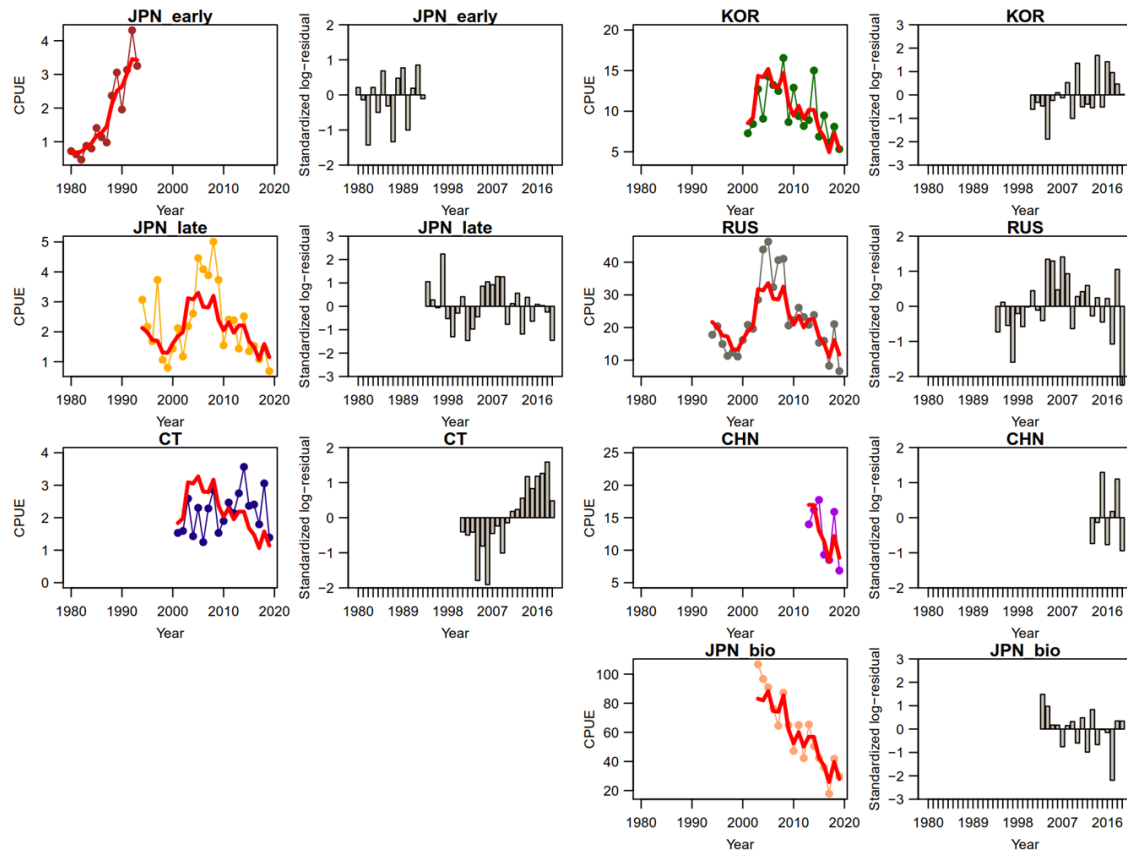 JPN_early
JPN_early
KOR
KOR
CPUE
4
3
2
1
1980 1990 2000 2010 2020
Year
Standardized log−residual
2
1
0
−1
−2
1980 1989 1998 2007 2016
Year
CPUE
20
15
10
5
1980 1990 2000 2010 2020
Year
Standardized log−residual
3
2
1
0
−1
−2
−3
1980 1989 1998 2007 2016
Year
JPN_late
JPN_late
RUS
RUS
CPUE
5
4
3
2
1
1980 1990 2000 2010 2020
Year
Standardized log−residual
3
2
1
0
−1
−2
−3
1980 1989 1998 2007 2016
Year
CPUE
40
30
20
10
1980 1990 2000 2010 2020
Year
Standardized log−residual
2
1
0
−1
−2
1980 1989 1998 2007 2016
Year
CT
CT
CHN
CHN
CPUE
4
3
2
1
0
1980 1990 2000 2010 2020
Year
Standardized log−residual
2
1
0
−1
−2
1980 1989 1998 2007 2016
Year
CPUE
25
20
15
10
5
1980 1990 2000 2010 2020
Year
Standardized log−residual
2
1
0
−1
−2
1980 1989 1998 2007 2016
Year
JPN_bio
JPN_bio
CPUE
100
80
60
40
20
1980 1990 2000 2010 2020
Year
Standardized log−residual
3
2
1
0
−1
−2
−3
1980 1989 1998 2007 2016
Year